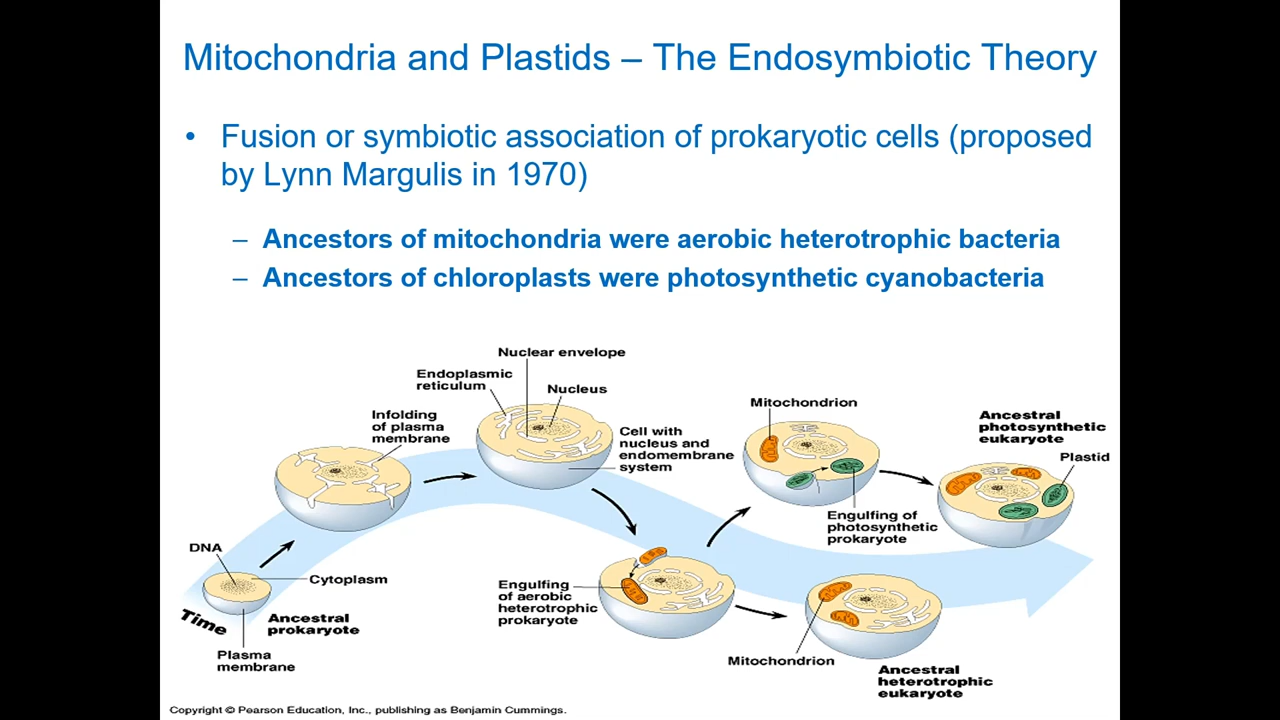 Mitochondria and Plastids – The Endosymbiotic Theory
• Fusion or symbiotic association of prokaryotic cells (proposed
by Lynn Margulis in 1970)
– Ancestors of mitochondria were aerobic heterotrophic bacteria
– Ancestors of chloroplasts were photosynthetic cyanobacteria
Nuclear envelope
Endoplasmic
reticulum
Nucleus
Infolding
of plasma
membrane
Cell with
nucleus and
endomembrane
system
Mitochondrion
Ancestral
photosynthetic
eukaryote
Plastid
Engulfing of
photosynthetic
prokaryote
DNA
Cytoplasm
Time
Ancestral
prokaryote
Plasma
membrane
Engulfing
of aerobic
heterotrophic
prokaryote
Mitochondrion
Ancestral
heterotrophic
eukaryote
Copyright © Pearson Education, Inc., publishing as Benjamin Cummings.